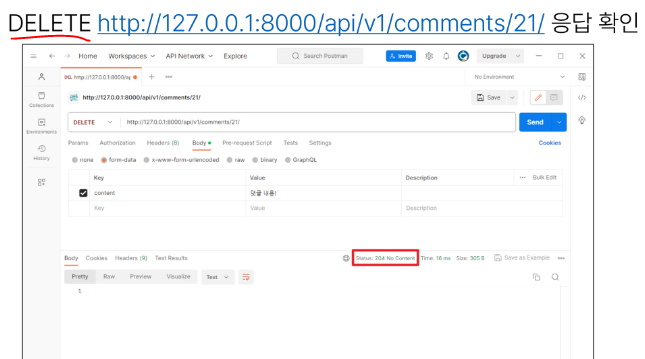 DELETE http://127.0.0.1:8000/api/v1/comments/21/ 응답 확인
Home Workspaces API Network Explore Search Postman Invite Upgrade
DEL http://127.0.0.1:8000/ap No Environment
http://127.0.0.1:8000/api/v1/comments/21/ Save
Collections
DELETE http://127.0.0.1:8000/api/v1/comments/21/ Send
Environments
Params Authorization Headers (8) Body Pre-request Script Tests Settings Cookies
History
none form-data x-www-form-urlencoded raw binary GraphQL
Key Value Description Bulk Edit
content 댓글 내용!
Key Value Description
Body Cookies Headers (9) Test Results Status: 204 No Content Time: 16 ms Size: 305 B Save as Example
Pretty Raw Preview Visualize Text
1